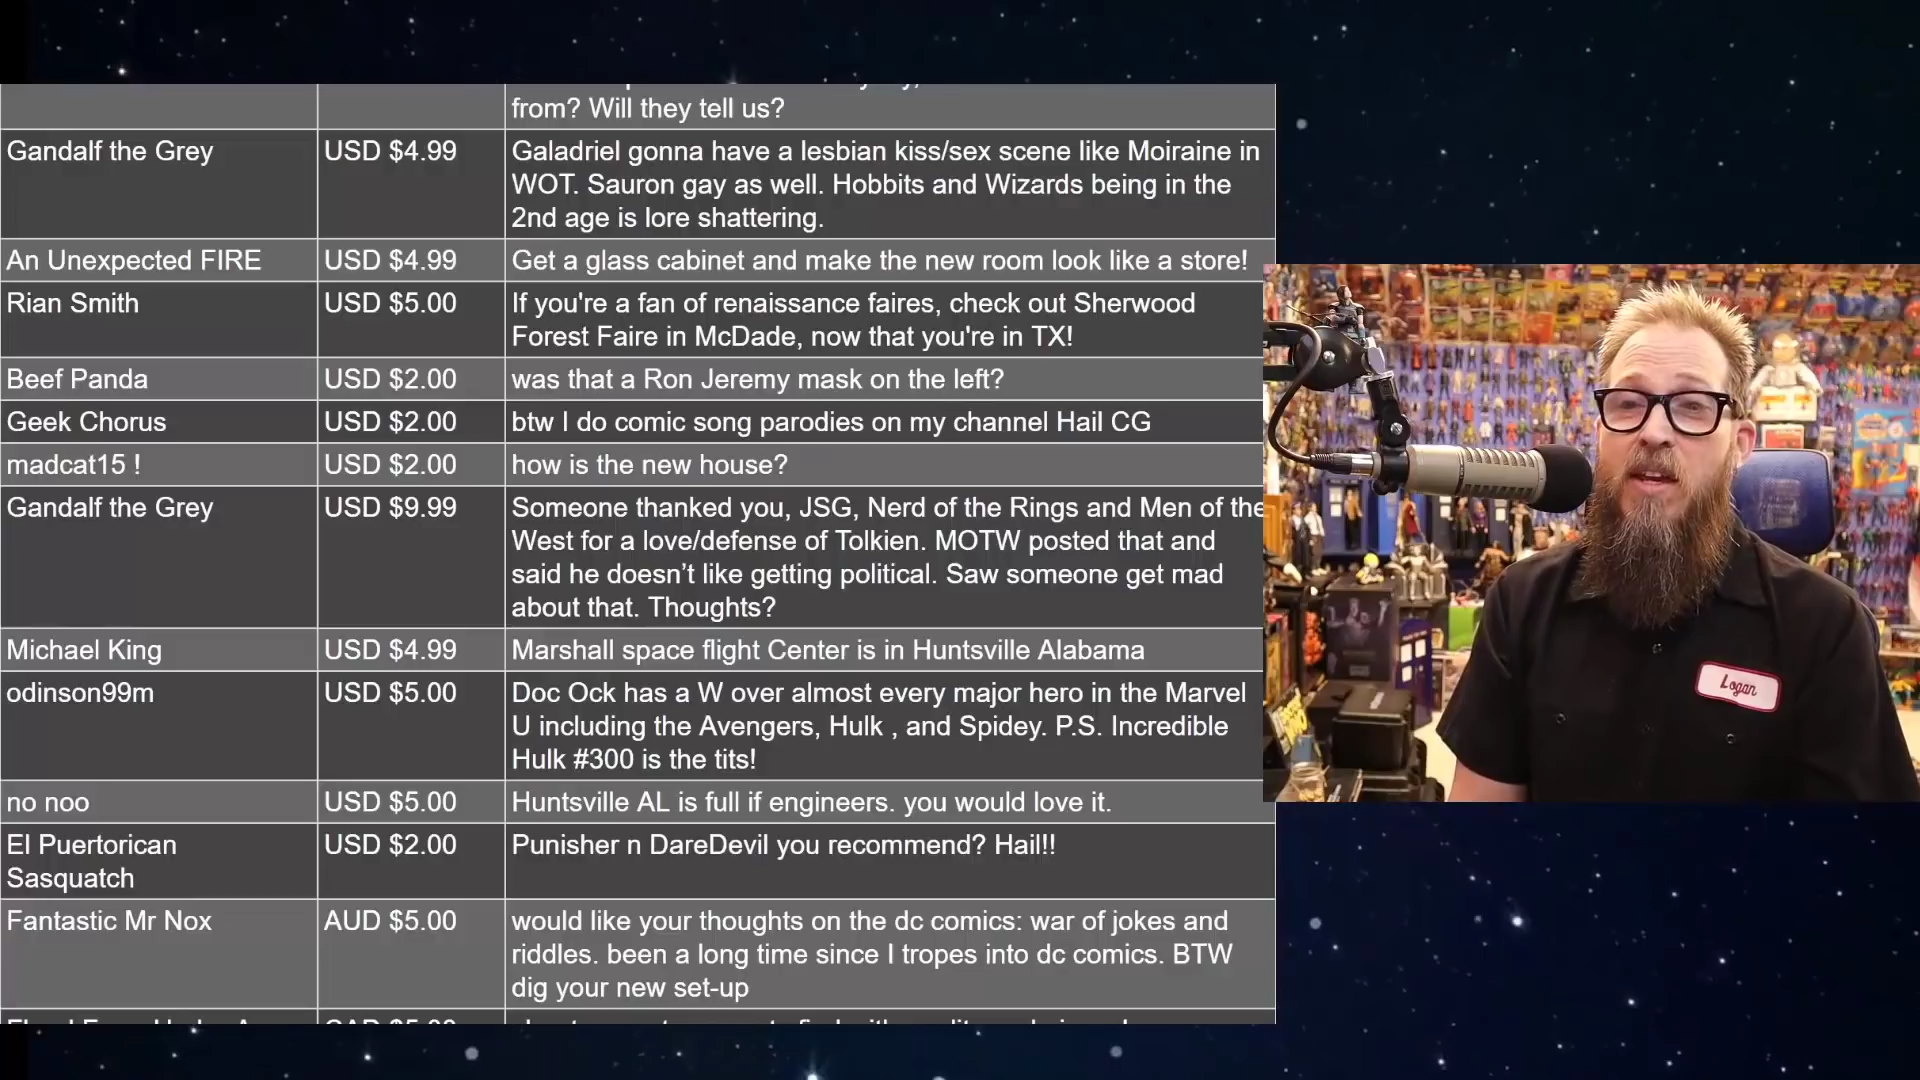 from? Will they tell us?
Gandalf the Grey USD $4.99 Galadriel gonna have a lesbian kiss/sex scene like Moiraine in
WOT. Sauron gay as well. Hobbits and Wizards being in the
2nd age is lore shattering.
An Unexpected FIRE USD $4.99 Get a glass cabinet and make the new room look like a store!
Rian Smith USD $5.00 If you're a fan of renaissance faires, check out Sherwood
Forest Faire in McDade, now that you're in TX!
Beef Panda USD $2.00 was that a Ron Jeremy mask on the left?
Geek Chorus USD $2.00 btw I do comic song parodies on my channel Hail CG
madcat15 ! USD $2.00 how is the new house?
Gandalf the Grey USD $9.99 Someone thanked you, JSG, Nerd of the Rings and Men of the
West for a love/defense of Tolkien. MOTW posted that and
said he doesn’t like getting political. Saw someone get mad
about that. Thoughts?
Michael King USD $4.99 Marshall space flight Center is in Huntsville Alabama
odinson99m USD $5.00 Doc Ock has a W over almost every major hero in the Marvel
U including the Avengers, Hulk , and Spidey. P.S. Incredible
Hulk #300 is the tits!
no noo USD $5.00 Huntsville AL is full if engineers. you would love it.
El Puertorican USD $2.00 Punisher n DareDevil you recommend? Hail!!
Sasquatch
Fantastic Mr Nox AUD $5.00 would like your thoughts on the dc comics: war of jokes and
riddles. been a long time since I tropes into dc comics. BTW
dig your new set-up
Logan